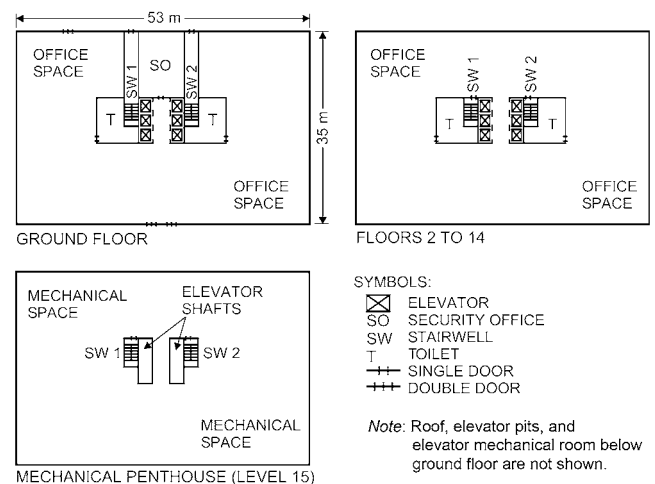 53 m
OFFICE
SPACE
SW 1
SO
SW 2
T
T
35 m
OFFICE
SPACE
GROUND FLOOR
OFFICE
SPACE
SW 1
SW 2
T
T
OFFICE
SPACE
FLOORS 2 TO 14
MECHANICAL
SPACE
ELEVATOR
SHAFTS
SW 1
SW 2
MECHANICAL
SPACE
MECHANICAL PENTHOUSE (LEVEL 15)
SYMBOLS:
ELEVATOR
SO SECURITY OFFICE
SW STAIRWELL
T TOILET
SINGLE DOOR
DOUBLE DOOR
Note: Roof, elevator pits, and
elevator mechanical room below
ground floor are not shown.